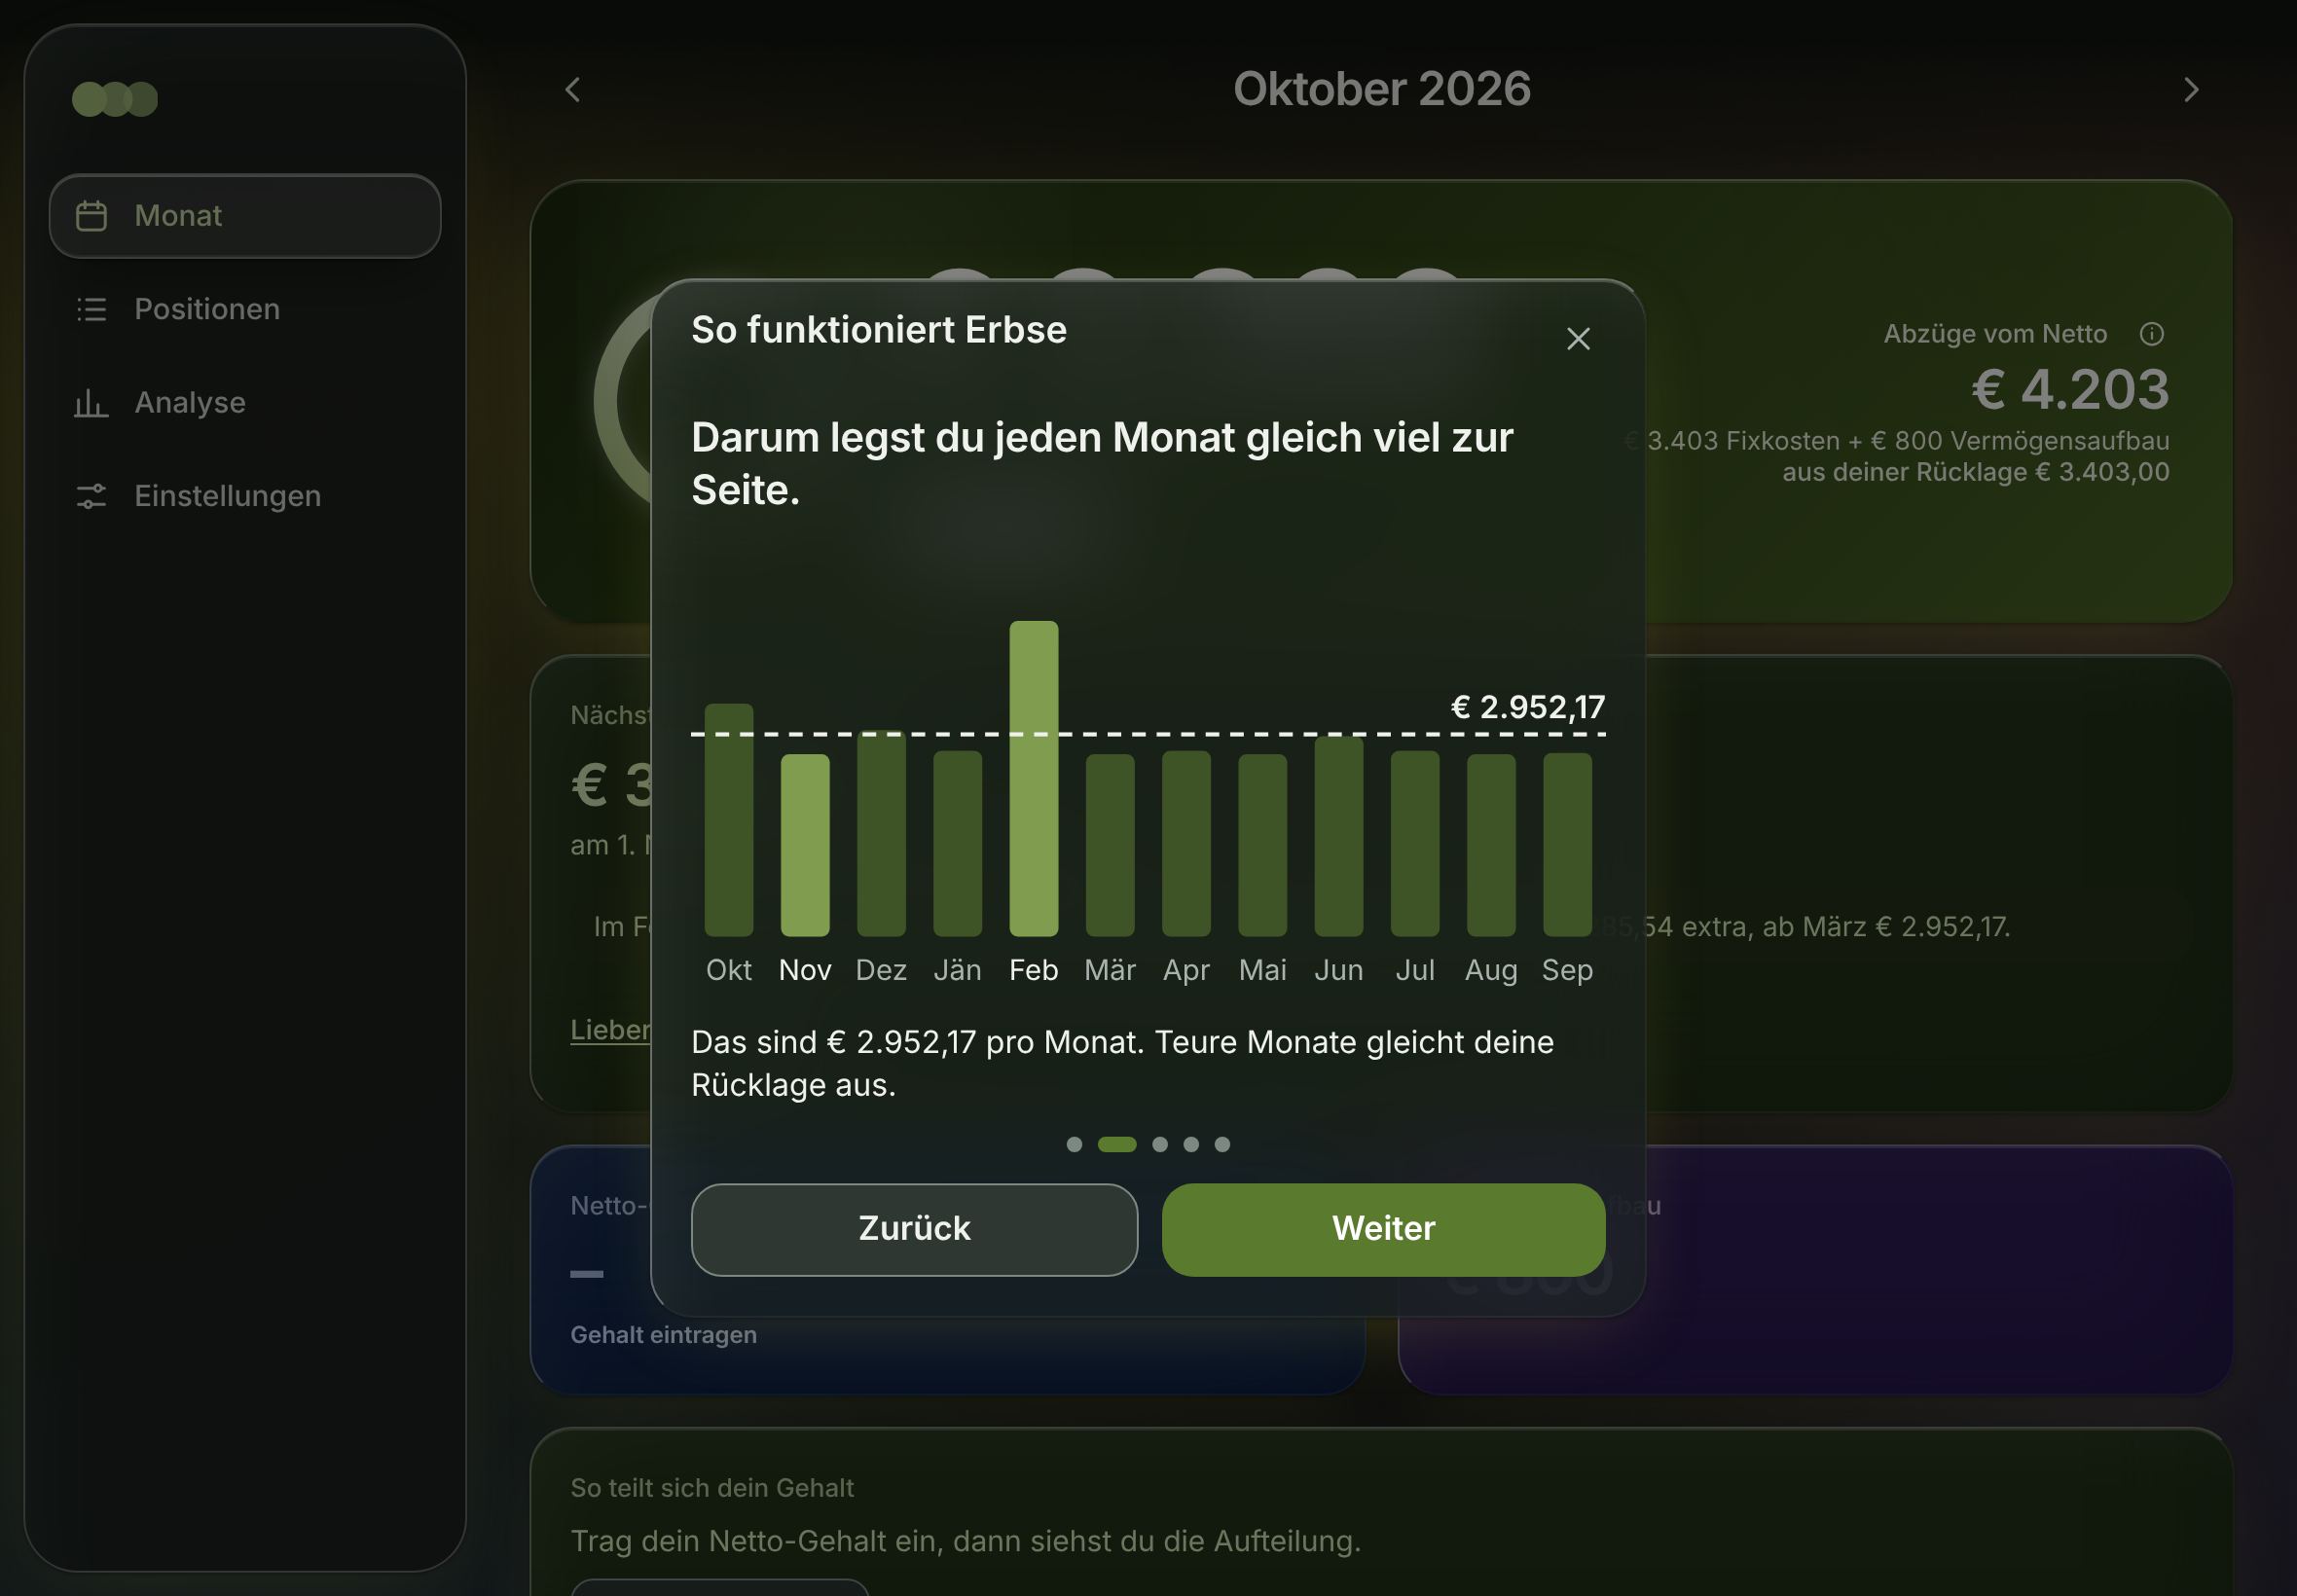 Oktober 2026
Monat
Positionen
Analyse
Einstellungen
Abzüge vom Netto
€ 4.203
€ 3.403 Fixkosten + € 800 Vermögensaufbau
aus deiner Rücklage € 3.403,00
So funktioniert Erbse
Darum legst du jeden Monat gleich viel zur
Seite.
€ 2.952,17
Okt Nov Dez Jän Feb Mär Apr Mai Jun Jul Aug Sep
Das sind € 2.952,17 pro Monat. Teure Monate gleicht deine
Rücklage aus.
Zurück
Weiter
€ 3
am 1.
Im
extra, ab März € 2.952,17.
Lieber
Netto-
–
Gehalt eintragen
€ 800
So teilt sich dein Gehalt
Trag dein Netto-Gehalt ein, dann siehst du die Aufteilung.